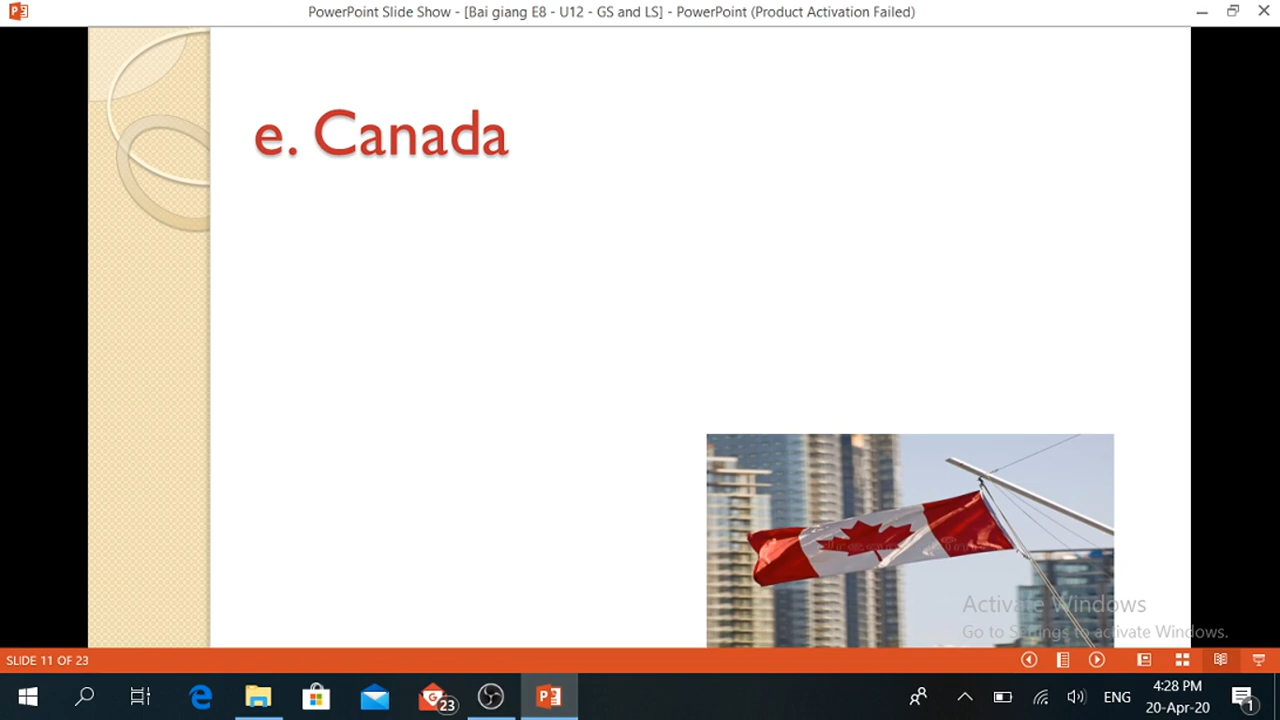 PowerPoint Slide Show - [Bai giang E8 - U12 - GS and LS] - PowerPoint (Product Activation Failed)
e. Canada
Activate Windows
Go to Settings to activate Windows.
SLIDE 11 OF 23
23
ENG
4:28 PM
20-Apr-20
1